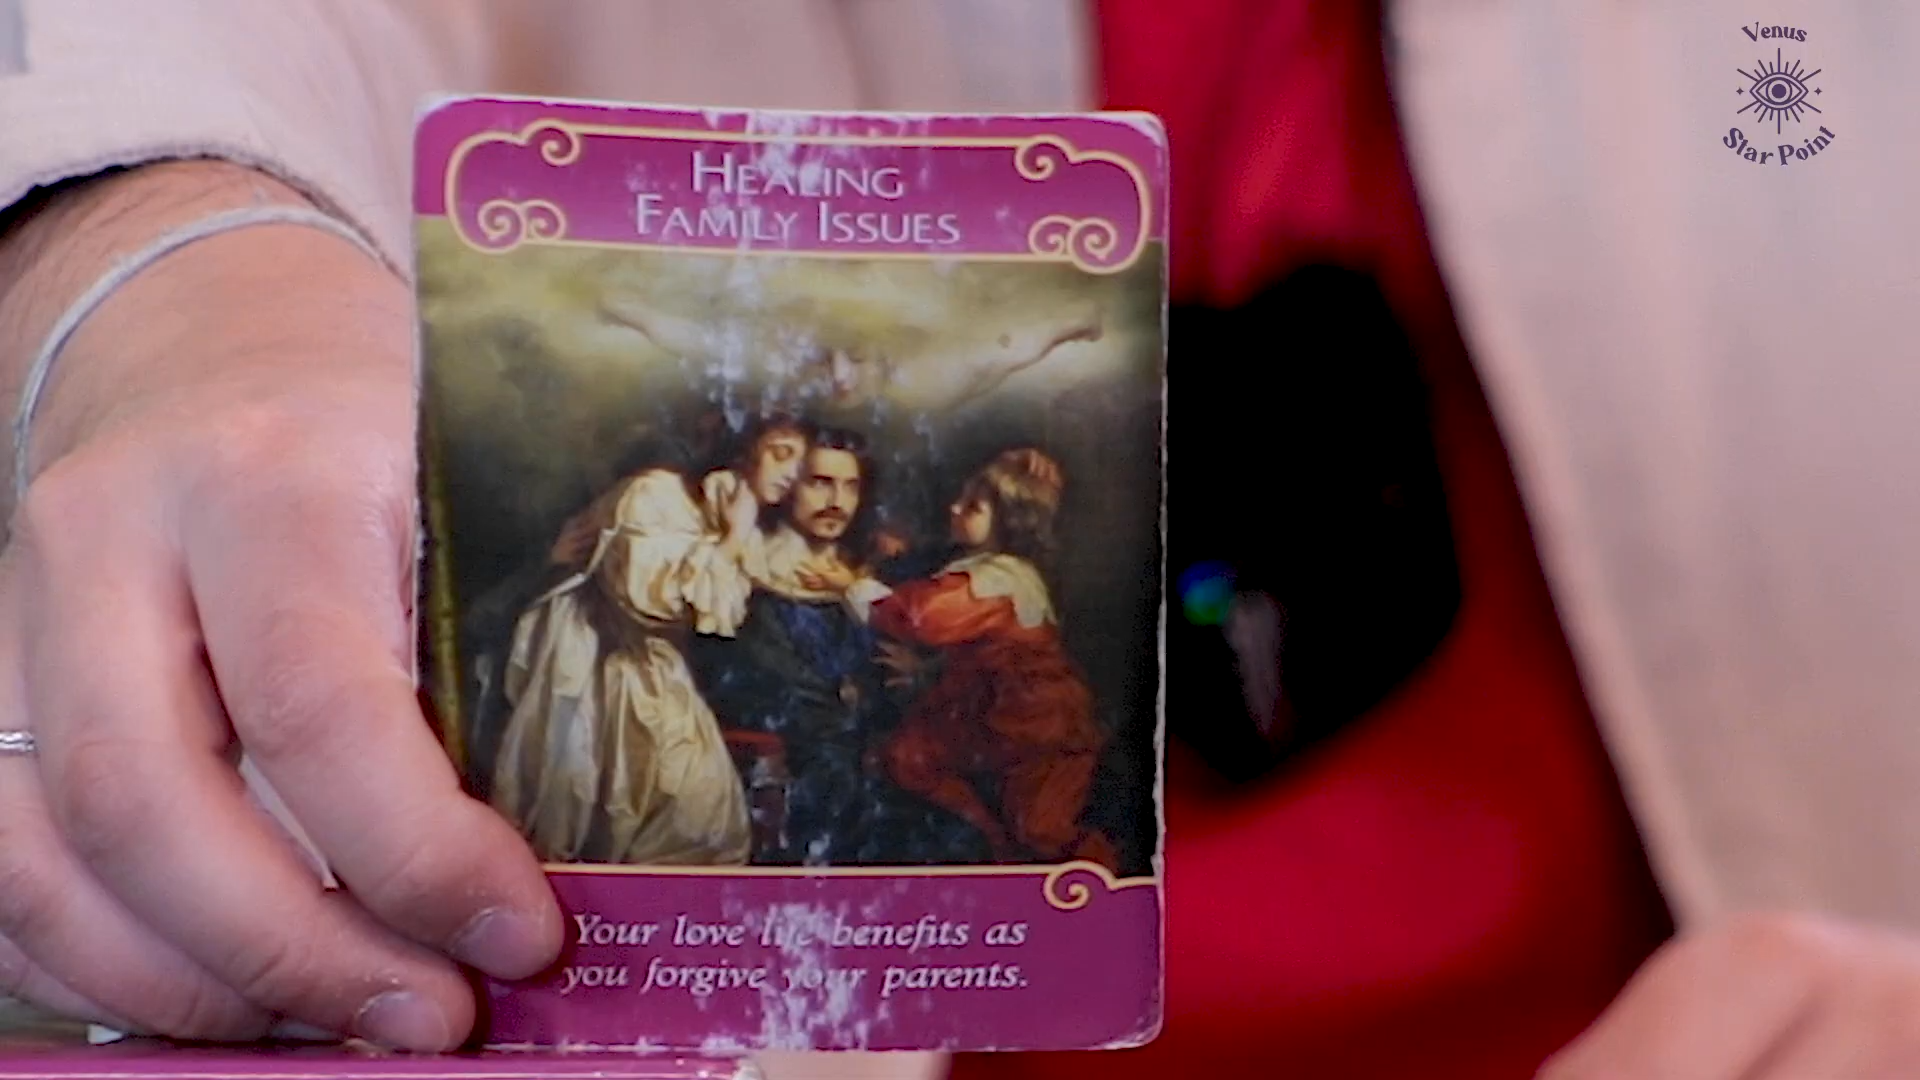 Venus
Star Point
HEALING
FAMILY ISSUES
Your love life benefits as
you forgive your parents.